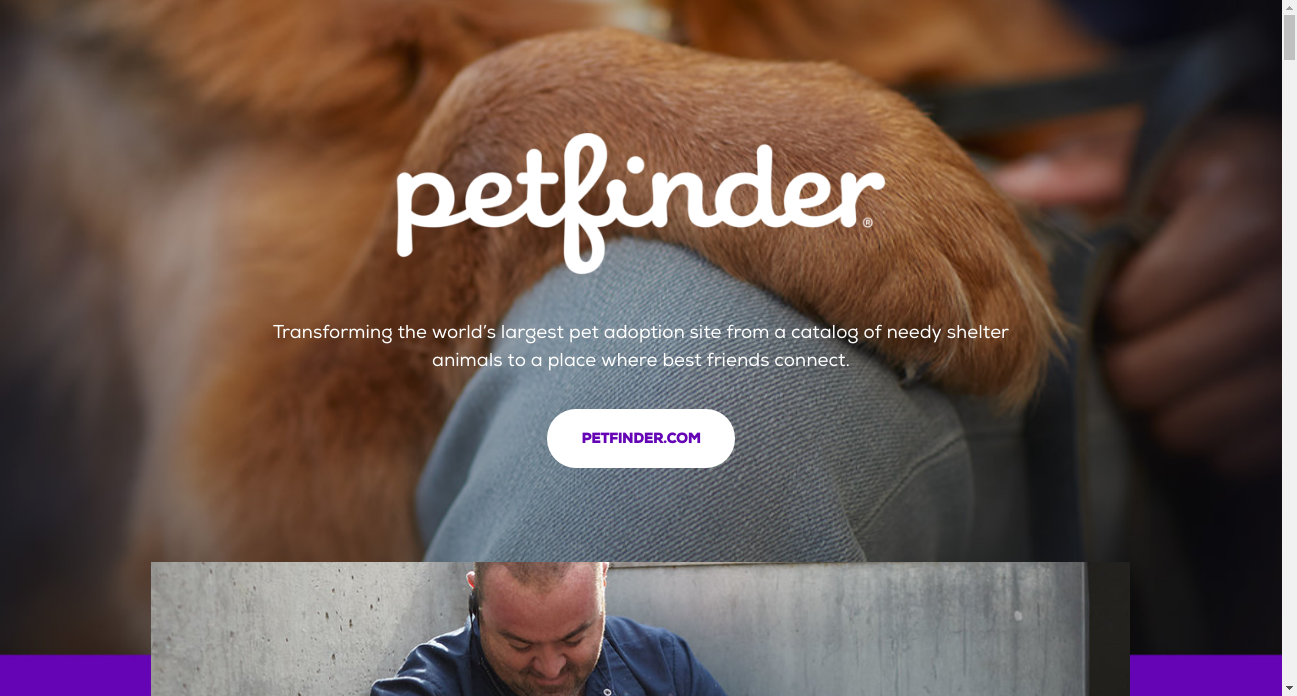 petfinder®
Transforming the world’s largest pet adoption site from a catalog of needy shelter
animals to a place where best friends connect.
PETFINDER.COM